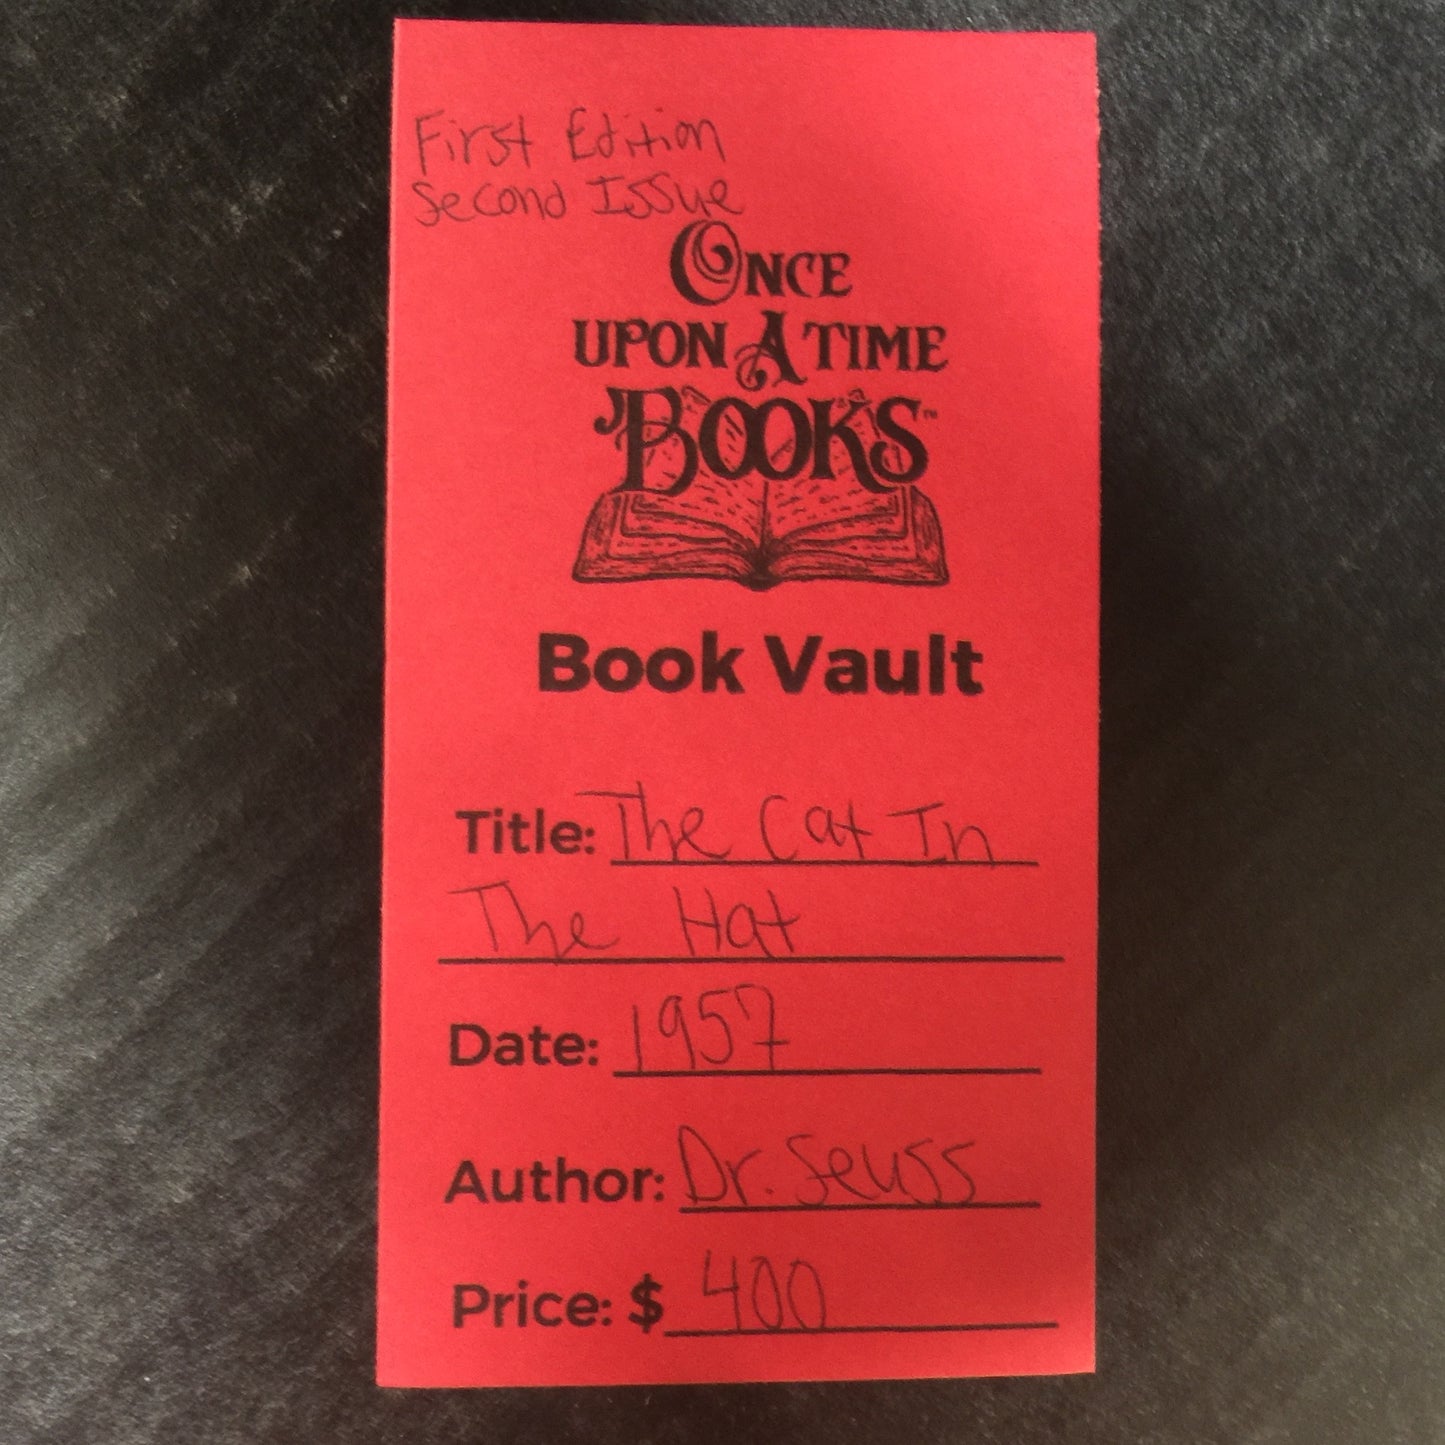 First Edition
Second Issue
ONCE
UPON A TIME
BOOKS™
Book Vault
Title: The Cat In
The Hat
Date: 1957
Author: Dr. Seuss
Price: $ 400